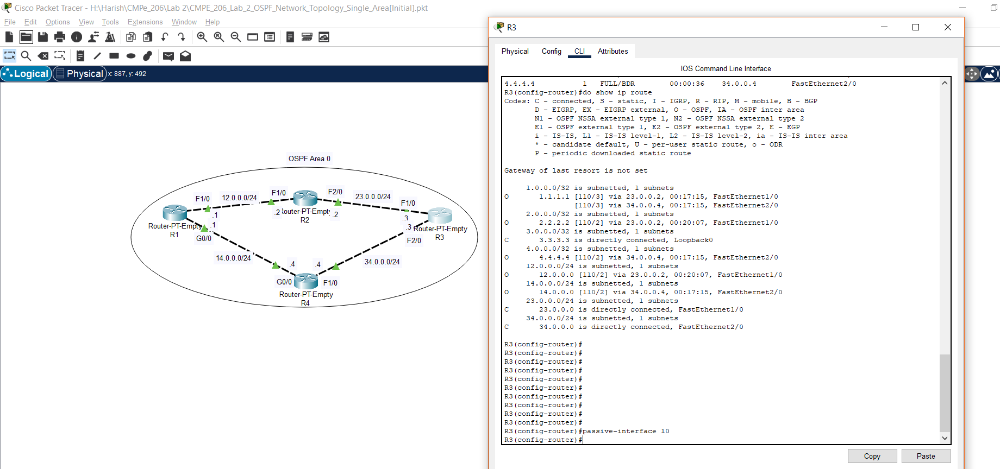 Cisco Packet Tracer - H:\Harish\CMPe_206\Lab 2\CMPE_206_Lab_2_OSPF_Network_Topology_Single_Area[Initial].pkt
File Edit Options View Tools Extensions Window Help
Logical Physical x: 887, y: 492
OSPF Area 0
F1/0 12.0.0.0/24 F1/0 F2/0 23.0.0.0/24 F1/0
.1 .2 Router-PT-Empty .2 .3
R2
Router-PT-Empty .1 .3 Router-PT-Empty
R1 R3
G0/0 F2/0
14.0.0.0/24 34.0.0.0/24
.4 .4
G0/0 F1/0
Router-PT-Empty
R4
R3
Physical Config CLI Attributes
IOS Command Line Interface
4.4.4.4 1 FULL/BDR 00:00:36 34.0.0.4 FastEthernet2/0
R3(config-router)#do show ip route
Codes: C - connected, S - static, I - IGRP, R - RIP, M - mobile, B - BGP
D - EIGRP, EX - EIGRP external, O - OSPF, IA - OSPF inter area
N1 - OSPF NSSA external type 1, N2 - OSPF NSSA external type 2
E1 - OSPF external type 1, E2 - OSPF external type 2, E - EGP
i - IS-IS, L1 - IS-IS level-1, L2 - IS-IS level-2, ia - IS-IS inter area
* - candidate default, U - per-user static route, o - ODR
P - periodic downloaded static route
Gateway of last resort is not set
1.0.0.0/32 is subnetted, 1 subnets
O 1.1.1.1 [110/3] via 23.0.0.2, 00:17:15, FastEthernet1/0
[110/3] via 34.0.0.4, 00:17:15, FastEthernet2/0
2.0.0.0/32 is subnetted, 1 subnets
O 2.2.2.2 [110/2] via 23.0.0.2, 00:20:07, FastEthernet1/0
3.0.0.0/32 is subnetted, 1 subnets
C 3.3.3.3 is directly connected, Loopback0
4.0.0.0/32 is subnetted, 1 subnets
O 4.4.4.4 [110/2] via 34.0.0.4, 00:17:15, FastEthernet2/0
12.0.0.0/24 is subnetted, 1 subnets
O 12.0.0.0 [110/2] via 23.0.0.2, 00:20:07, FastEthernet1/0
14.0.0.0/24 is subnetted, 1 subnets
O 14.0.0.0 [110/2] via 34.0.0.4, 00:17:15, FastEthernet2/0
23.0.0.0/24 is subnetted, 1 subnets
C 23.0.0.0 is directly connected, FastEthernet1/0
34.0.0.0/24 is subnetted, 1 subnets
C 34.0.0.0 is directly connected, FastEthernet2/0
R3(config-router)#
R3(config-router)#
R3(config-router)#
R3(config-router)#
R3(config-router)#
R3(config-router)#
R3(config-router)#
R3(config-router)#
R3(config-router)#
R3(config-router)#
R3(config-router)#passive-interface l0
R3(config-router)#
Copy Paste